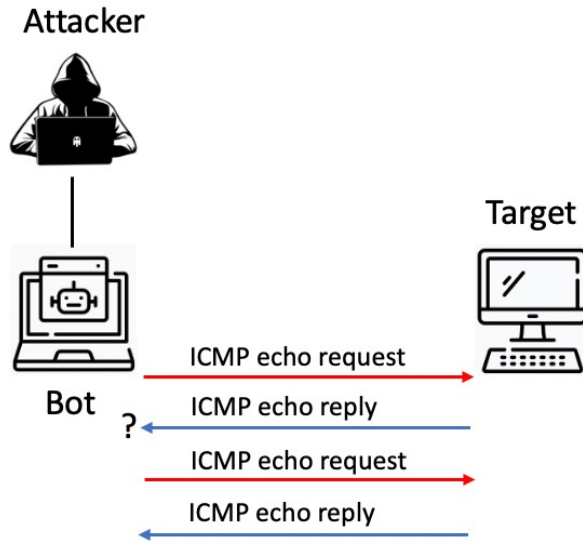 Attacker
Target
Bot
ICMP echo request
ICMP echo reply
?
ICMP echo request
ICMP echo reply